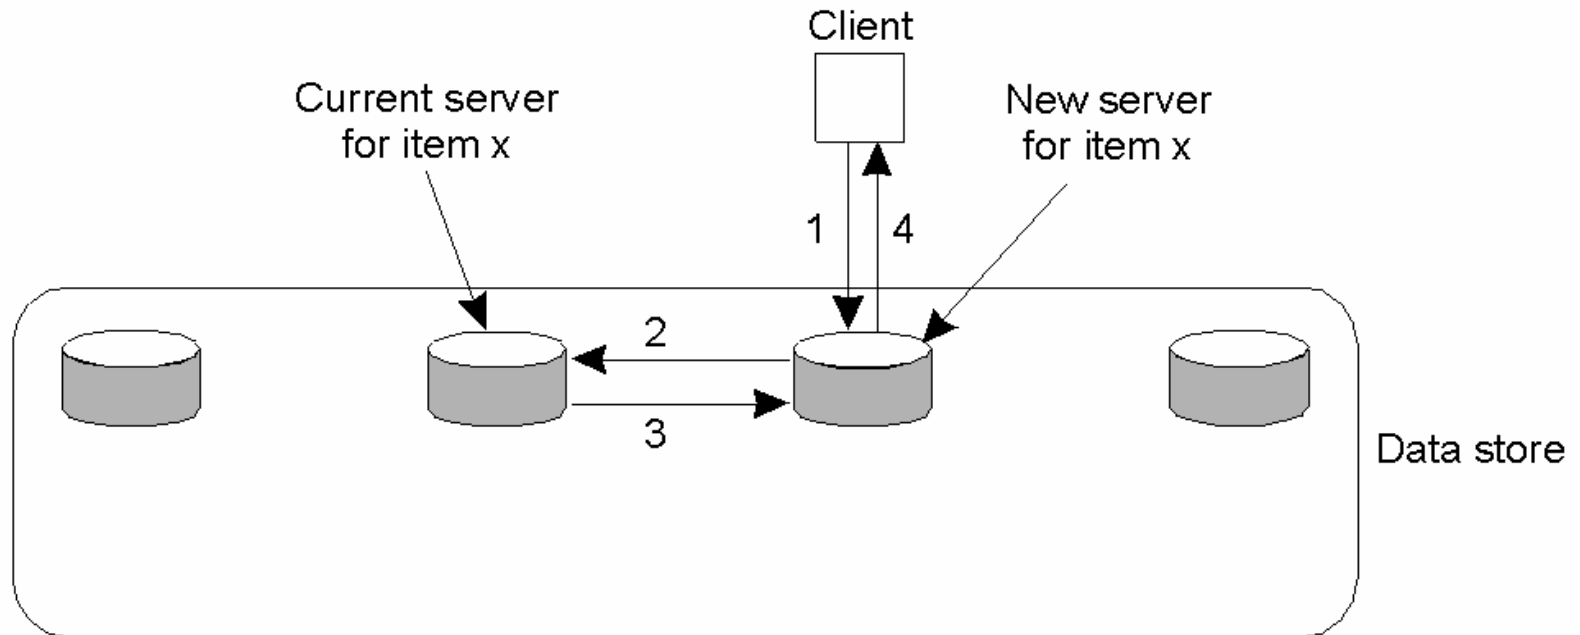 Client
Current server
for item x
New server
for item x
1
4
2
3
Data store